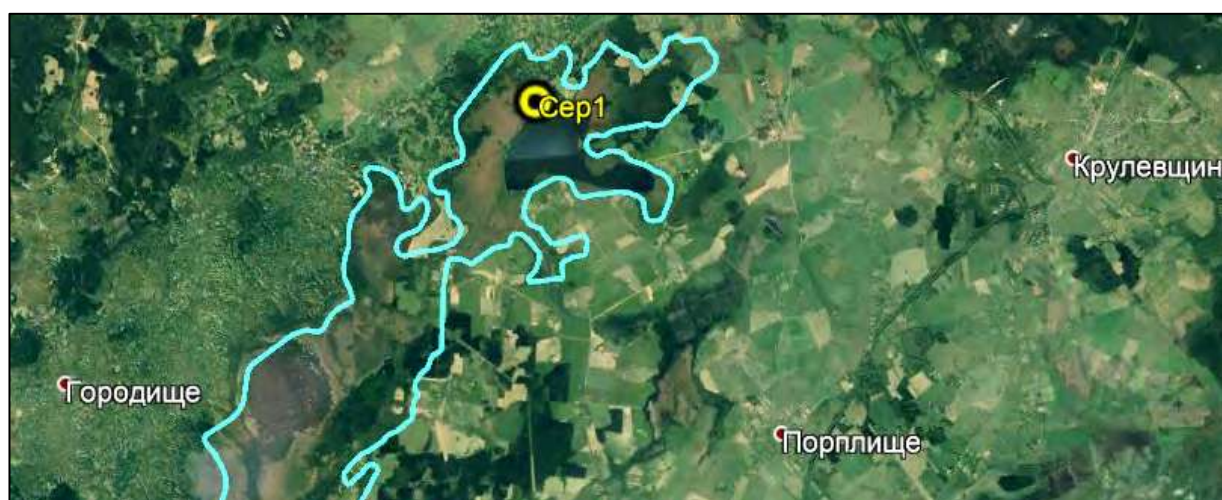 Сер1
Крулевщин
Городище
Порплище